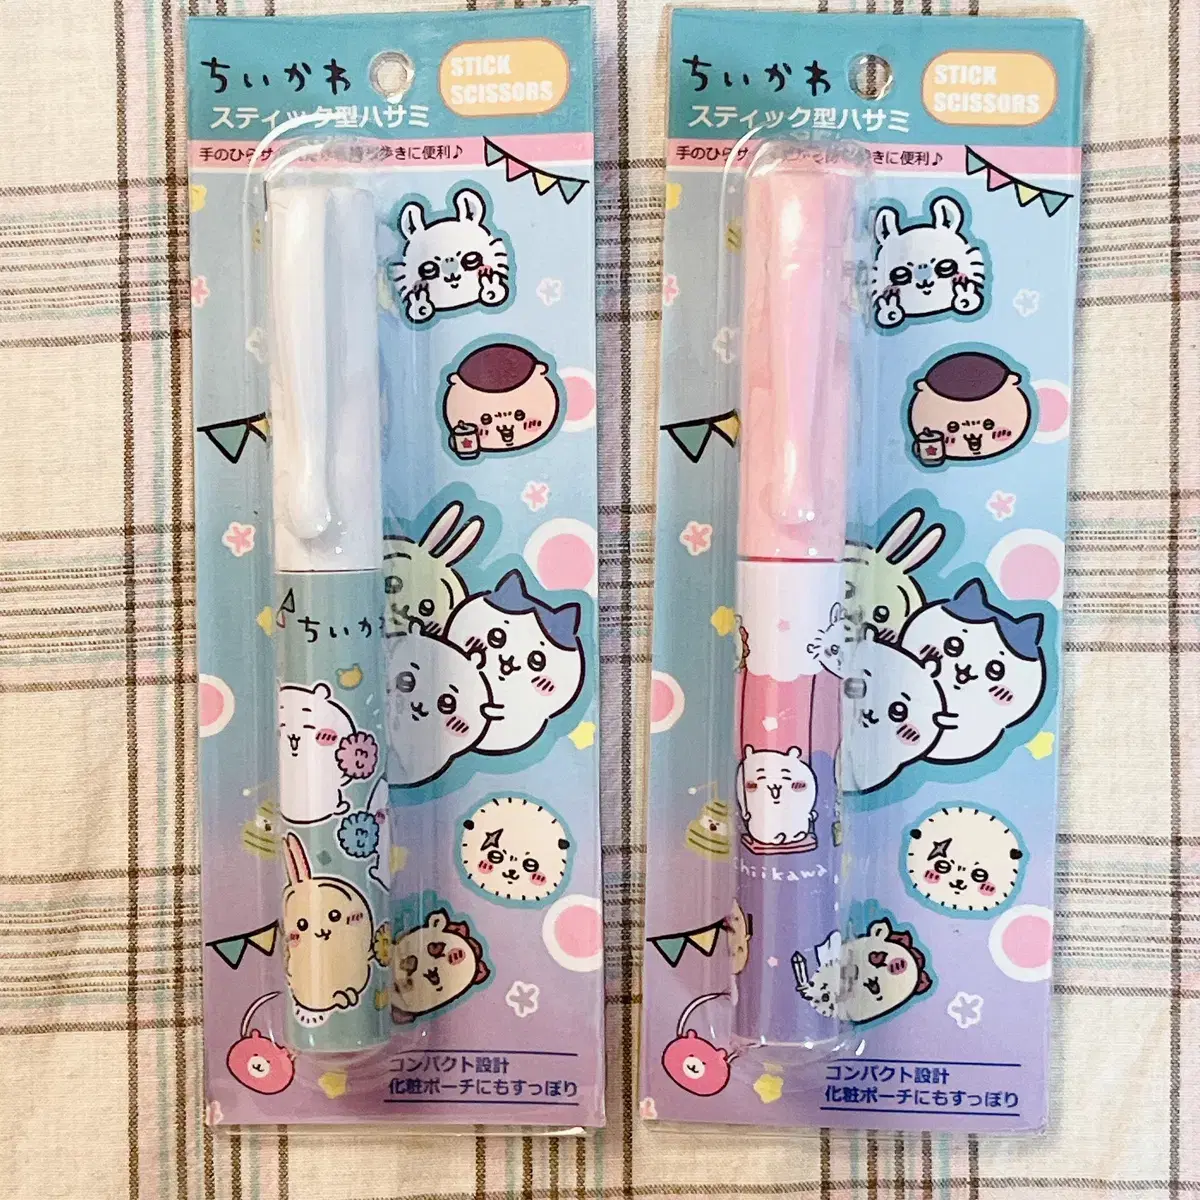 ちいかわ
STICK
SCISSORS
スティック型ハサミ
手のひらサ 歩きに便利♪
ちいかわ
コンパクト設計
化粧ポーチにもすっぽり
ちいかわ
STICK
SCISSORS
スティック型ハサミ
手のひらサ 歩きに便利♪
chiikawa
コンパクト設計
化粧ポーチにもすっぽり